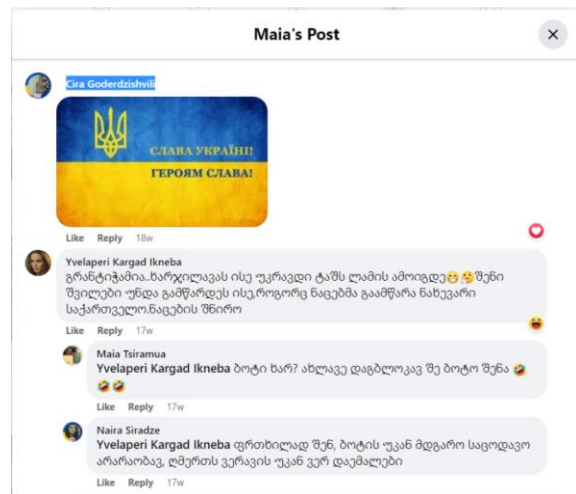 Maia's Post
Cira Goderdzishvili
СЛАВА УКРАЇНІ!
ГЕРОЯМ СЛАВА!
Like Reply 18w
Yvelaperi Kargad Ikneba
გრანტიჭამია..ხარჯილავას ისე უკრავდი ტაშს ლამის ამოიგდე😁🤔შენი
შვილები უნდა გამწარდეს ისე,როგორც ნაცებმა გაამწარა ნახევარი
საქართველო.ნაცების შნირო
Like Reply 17w
Maia Tsiramua
Yvelaperi Kargad Ikneba ბოტი ხარ? ახლავე დაგბლოკავ შე ბოტო შენა 🤣
🤣🤣
Like Reply 17w
Naira Siradze
Yvelaperi Kargad Ikneba ფრთხილად შენ, ბოტის უკან მდგარო საცოდავო
არარაობავ, ღმერთს ვერავის უკან ვერ დაემალები
Like Reply 17w